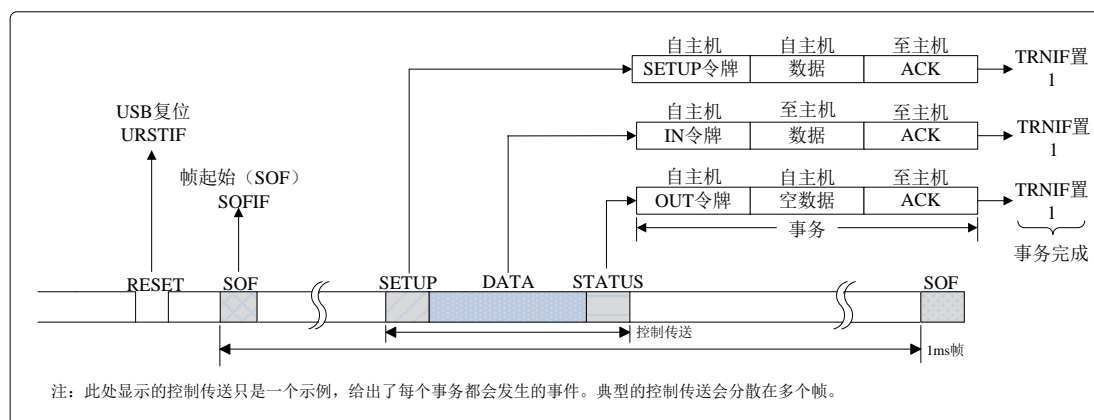 自主机 自主机 至主机
SETUP令牌 数据 ACK
TRNIF置
1
USB复位
URSTIF
自主机 至主机 自主机
IN令牌 数据 ACK
TRNIF置
1
帧起始（SOF）
SOFIF
自主机 自主机 至主机
OUT令牌 空数据 ACK
TRNIF置
1
事务
事务完成
RESET SOF SETUP DATA STATUS SOF
控制传送
1ms帧
注：此处显示的控制传送只是一个示例，给出了每个事务都会发生的事件。典型的控制传送会分散在多个帧。